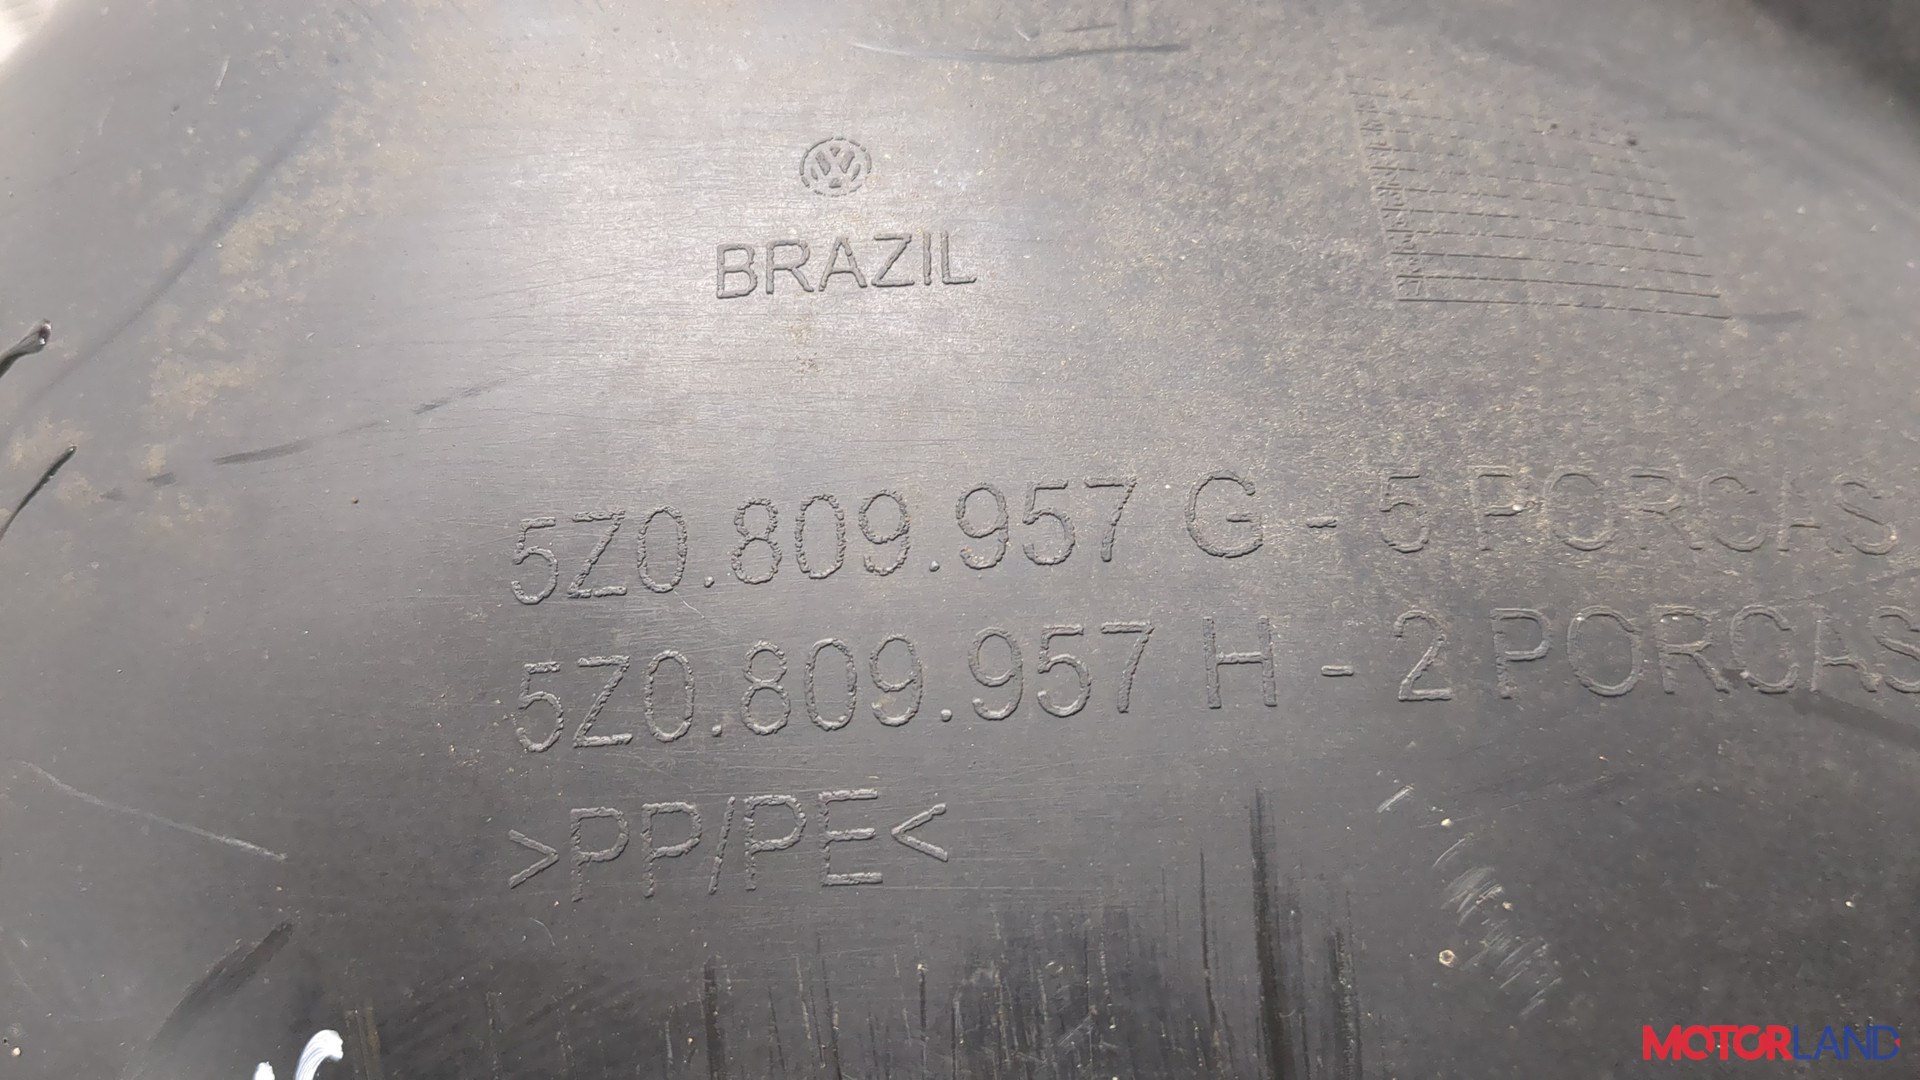 BRAZIL
5Z0.809.957 G - 5 PORCAS
5Z0.809.957 H - 2 PORCAS
>PP/PE<
MOTORLAND